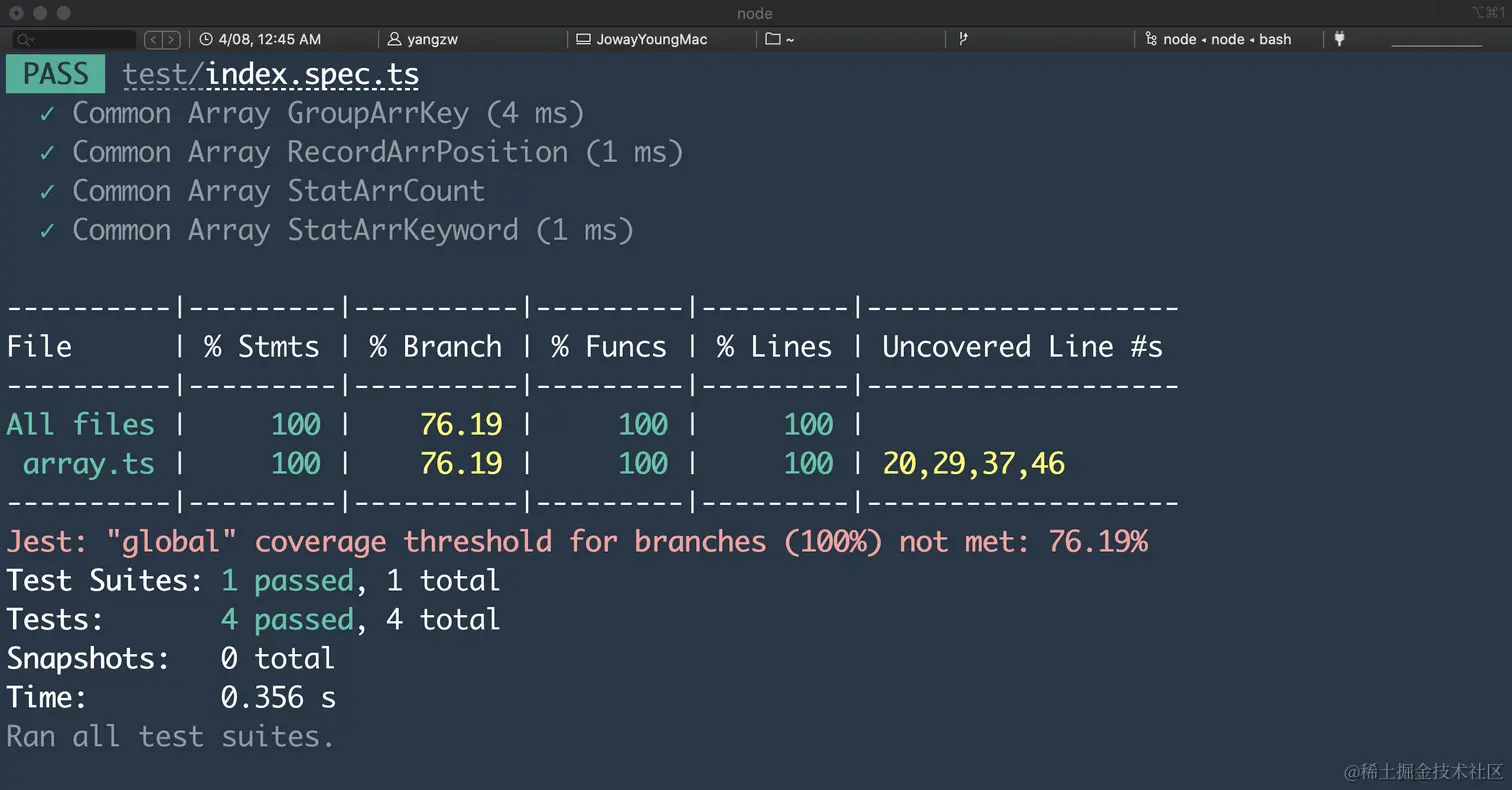 node
⌥⌘1
4/08, 12:45 AM yangzw JowayYoungMac ~ node ◂ node ◂ bash
PASS test/index.spec.ts
✓ Common Array GroupArrKey (4 ms)
✓ Common Array RecordArrPosition (1 ms)
✓ Common Array StatArrCount
✓ Common Array StatArrKeyword (1 ms)
----------|---------|----------|---------|---------|-------------------
File | % Stmts | % Branch | % Funcs | % Lines | Uncovered Line #s
----------|---------|----------|---------|---------|-------------------
All files | 100 | 76.19 | 100 | 100 |
array.ts | 100 | 76.19 | 100 | 100 | 20,29,37,46
----------|---------|----------|---------|---------|-------------------
Jest: "global" coverage threshold for branches (100%) not met: 76.19%
Test Suites: 1 passed, 1 total
Tests: 4 passed, 4 total
Snapshots: 0 total
Time: 0.356 s
Ran all test suites.
@稀土掘金技术社区